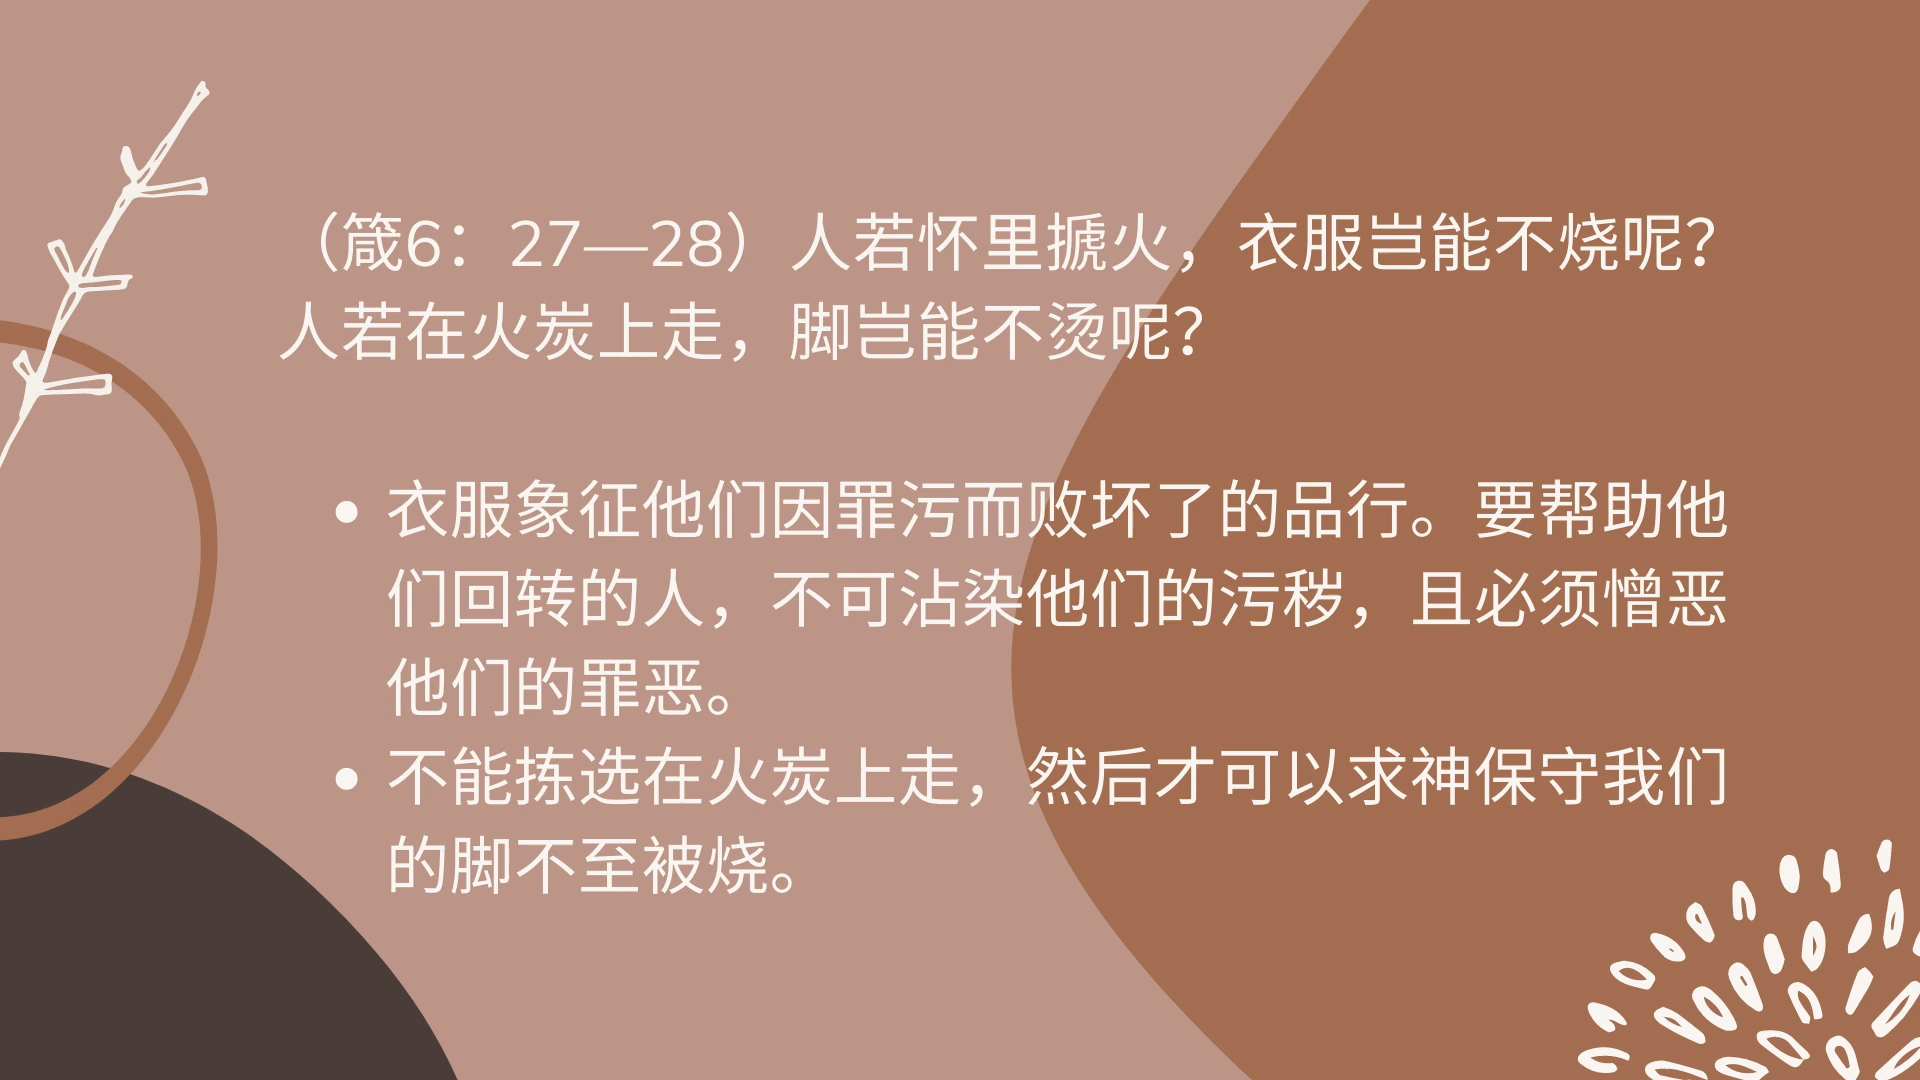 （箴6：27—28）人若怀里搋火，衣服岂能不烧呢？
人若在火炭上走，脚岂能不烫呢？
• 衣服象征他们因罪污而败坏了的品行。要帮助他
们回转的人，不可沾染他们的污秽，且必须憎恶
他们的罪恶。
• 不能拣选在火炭上走，然后才可以求神保守我们
的脚不至被烧。